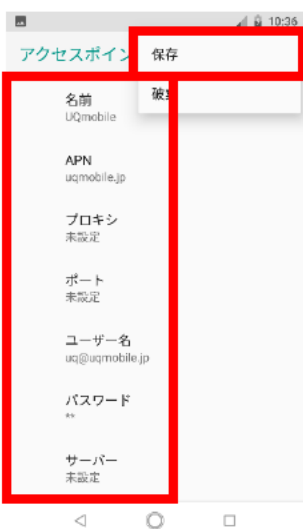 10:36
アクセスポイン
保存
名前
UQmobile
APN
uqmobile.jp
プロキシ
未設定
ポート
未設定
ユーザー名
uq@uqmobile.jp
パスワード
**
サーバー
未設定